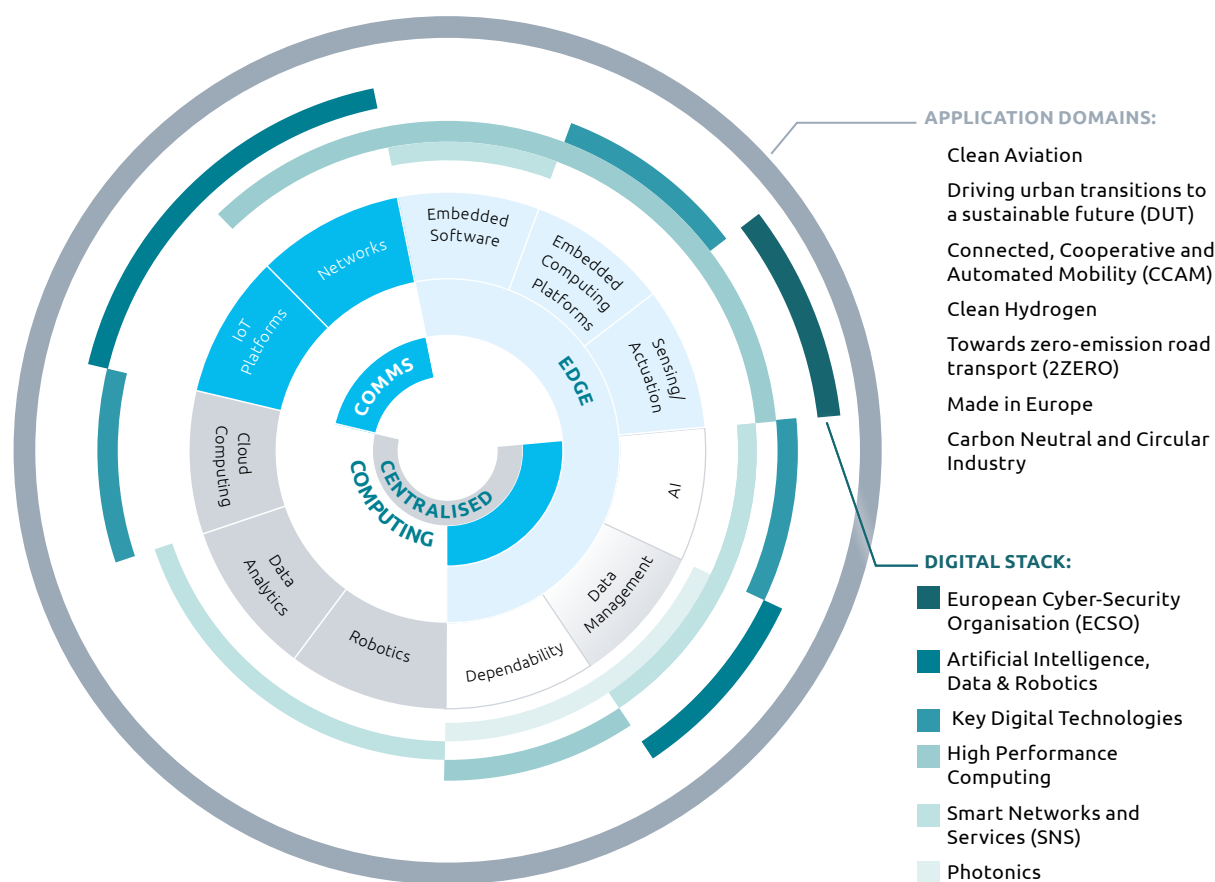 Embedded
Software
Embedded
Computing
Platforms
Sensing/
Actuation
AI
Data
Management
Dependability
Robotics
Data
Analytics
Cloud
Computing
IoT
Platforms
Networks
COMMS
EDGE
CENTRALISED
COMPUTING
APPLICATION DOMAINS:
Clean Aviation
Driving urban transitions to
a sustainable future (DUT)
Connected, Cooperative and
Automated Mobility (CCAM)
Clean Hydrogen
Towards zero-emission road
transport (2ZERO)
Made in Europe
Carbon Neutral and Circular
Industry
DIGITAL STACK:
European Cyber-Security
Organisation (ECSO)
Artificial Intelligence,
Data & Robotics
Key Digital Technologies
High Performance
Computing
Smart Networks and
Services (SNS)
Photonics